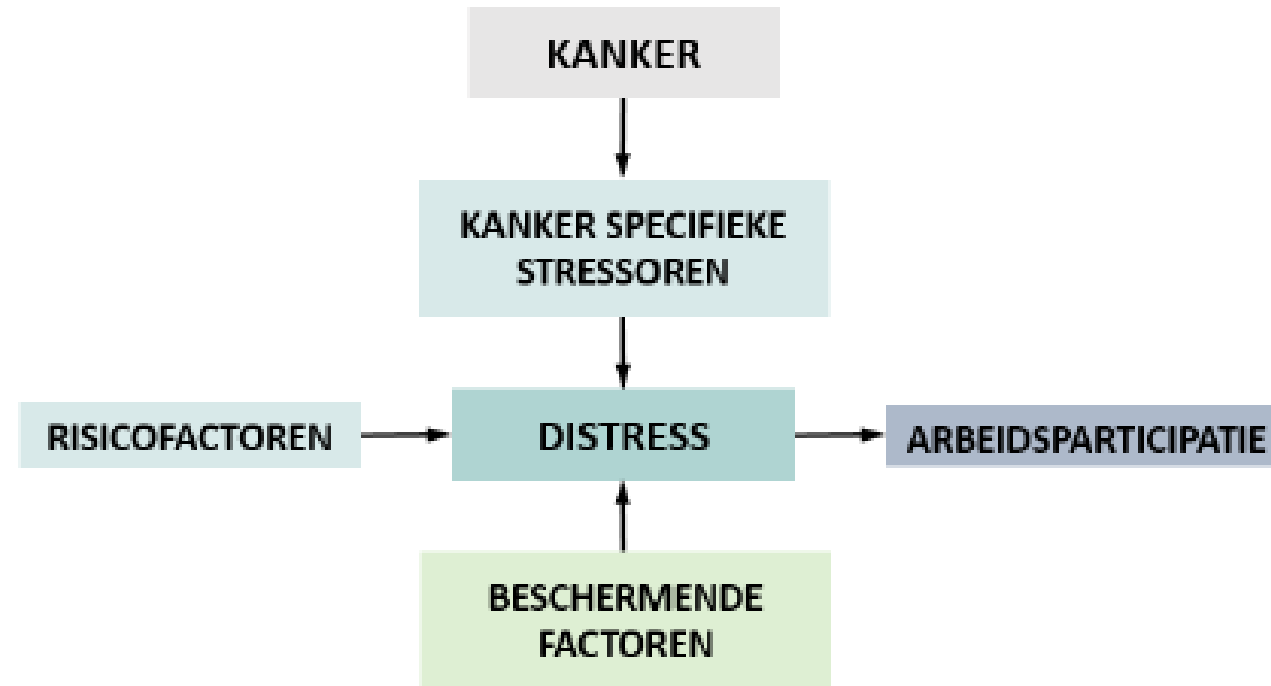 KANKER
KANKER SPECIFIEKE
STRESSOREN
RISICOFACTOREN
DISTRESS
ARBEIDSPARTICIPATIE
BESCHERMENDE
FACTOREN